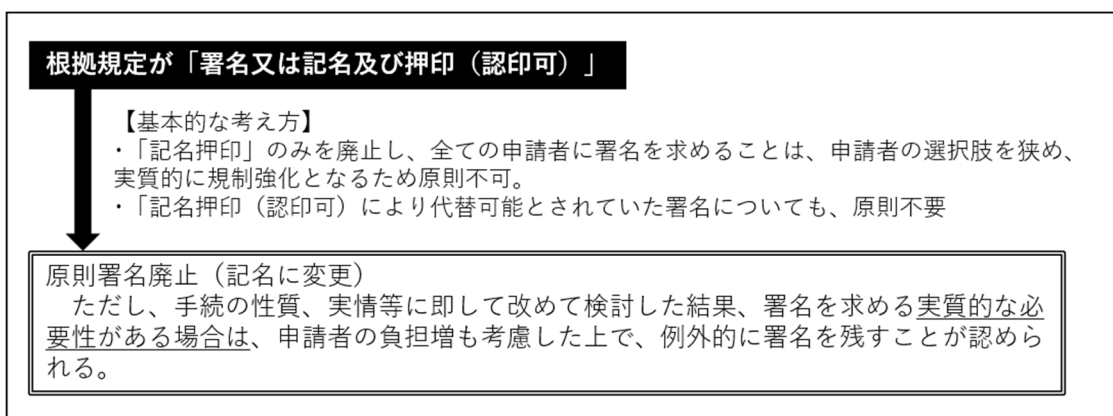 根拠規定が「署名又は記名及び押印（認印可）」
【基本的な考え方】
・「記名押印」のみを廃止し、全ての申請者に署名を求めることは、申請者の選択肢を狭め、
実質的に規制強化となるため原則不可。
・「記名押印（認印可）により代替可能とされていた署名についても、原則不要
原則署名廃止（記名に変更）
　ただし、手続の性質、実情等に即して改めて検討した結果、署名を求める実質的な必
要性がある場合は、申請者の負担増も考慮した上で、例外的に署名を残すことが認めら
れる。